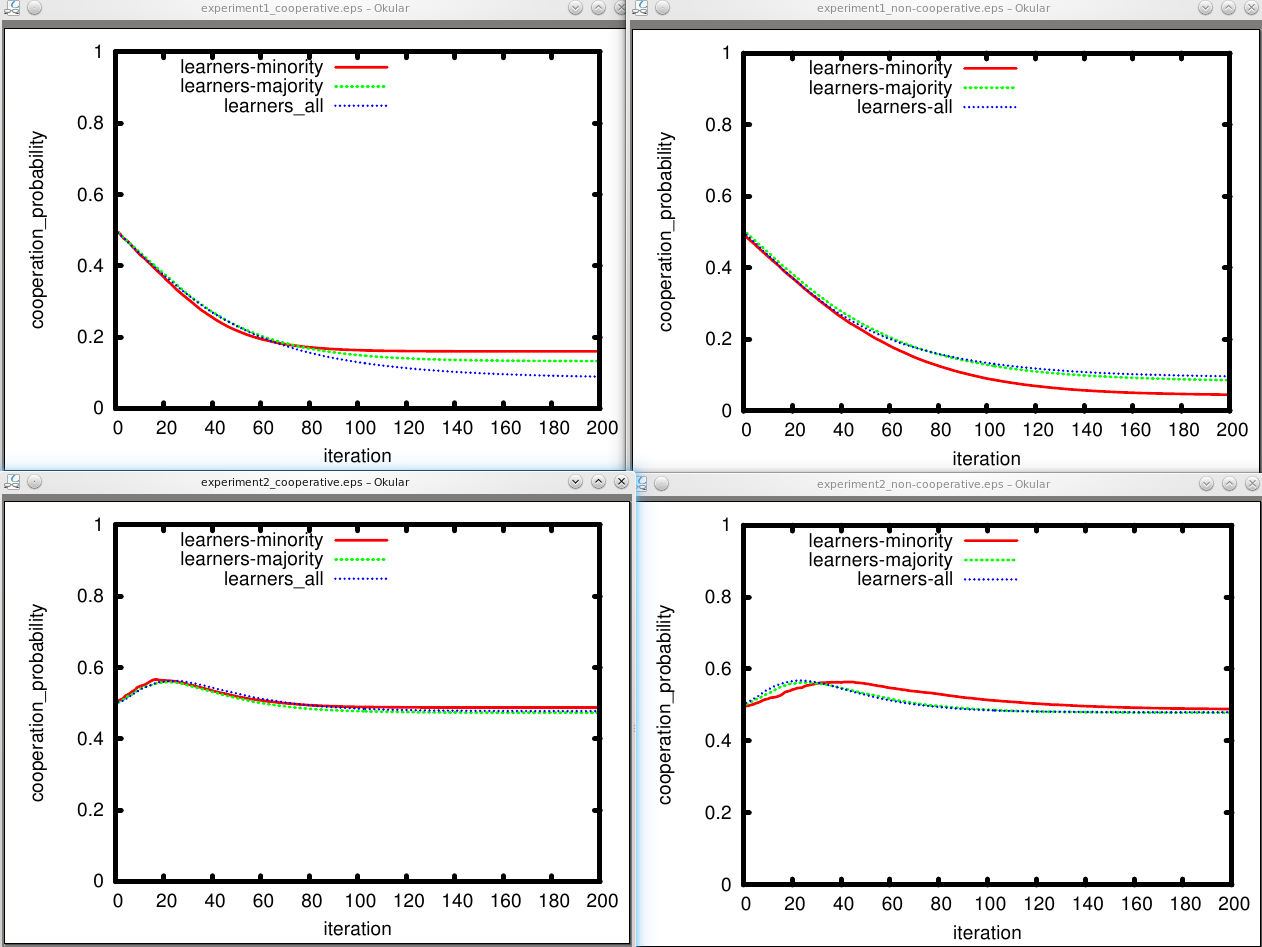 experiment1_cooperative.eps – Okular
1
learners-minority
learners-majority
learners_all
0.8
0.6
0.4
0.2
0
cooperation_probability
0 20 40 60 80 100 120 140 160 180 200
iteration
experiment1_non-cooperative.eps – Okular
1
learners-minority
learners-majority
learners-all
0.8
0.6
0.4
0.2
0
cooperation_probability
0 20 40 60 80 100 120 140 160 180 200
iteration
experiment2_cooperative.eps – Okular
1
learners-minority
learners-majority
learners_all
0.8
0.6
0.4
0.2
0
cooperation_probability
0 20 40 60 80 100 120 140 160 180 200
iteration
experiment2_non-cooperative.eps – Okular
1
learners-minority
learners-majority
learners-all
0.8
0.6
0.4
0.2
0
cooperation_probability
0 20 40 60 80 100 120 140 160 180 200
iteration